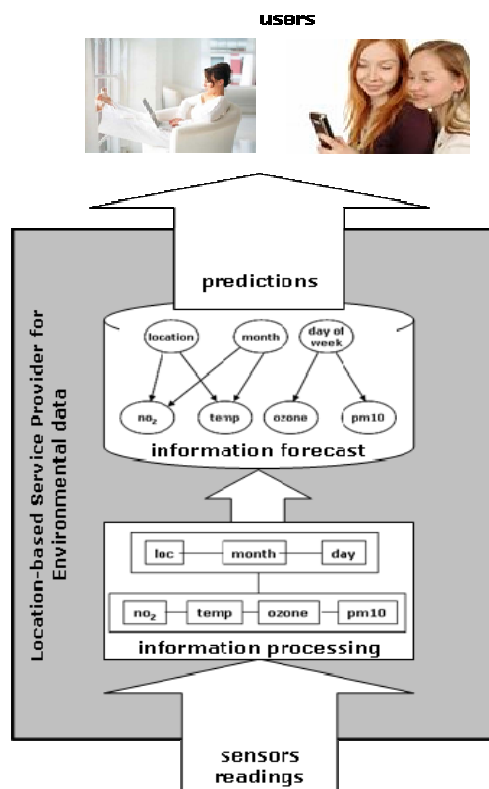 users
predictions
location
month
day of
week
no₂
temp
ozone
pm10
information forecast
loc
month
day
no₂
temp
ozone
pm10
information processing
sensors
readings
Location-based Service Provider for
Environmental data